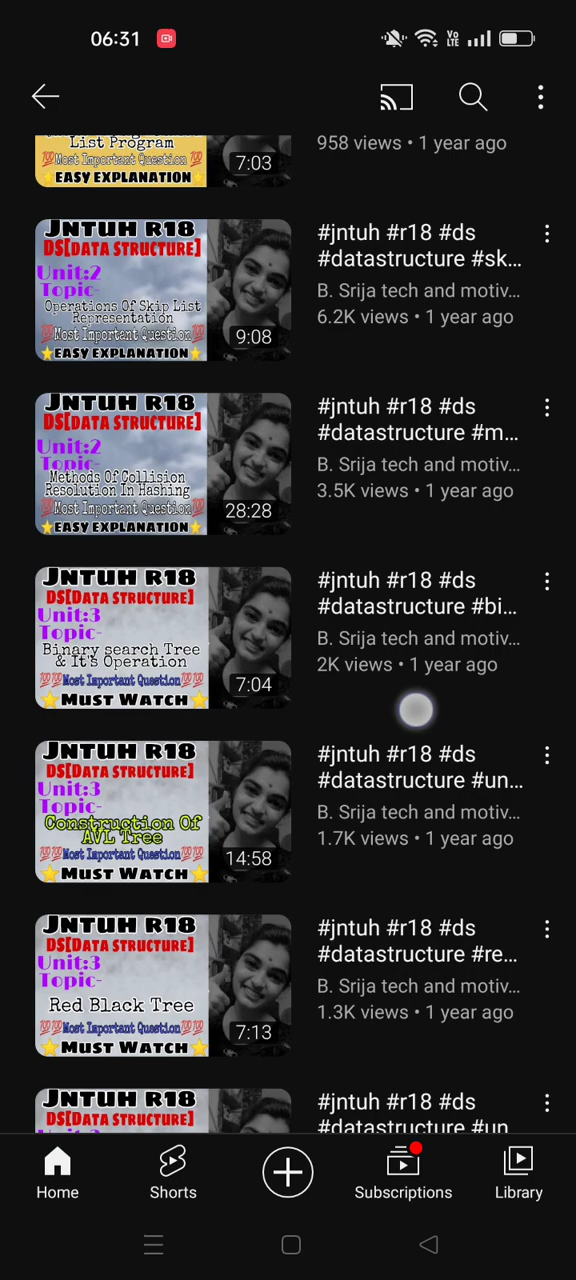 06:31
Vo
LTE
List Program
💯Most Important Question💯
⭐EASY EXPLANATION⭐
7:03
958 views • 1 year ago
JNTUH R18
DS[DATA STRUCTURE]
Unit:2
Topic-
Operations Of Skip List
Representation
💯Most Important Question💯
⭐EASY EXPLANATION⭐
9:08
#jntuh #r18 #ds
#datastructure #sk...
B. Srija tech and motiv...
6.2K views • 1 year ago
JNTUH R18
DS[DATA STRUCTURE]
Unit:2
Topic-
Methods Of Collision
Resolution In Hashing
💯Most Important Question💯
⭐EASY EXPLANATION⭐
28:28
#jntuh #r18 #ds
#datastructure #m...
B. Srija tech and motiv...
3.5K views • 1 year ago
JNTUH R18
DS[DATA STRUCTURE]
Unit:3
Topic-
Binary search Tree
& It's Operation
💯💯Most Important Question💯💯
⭐MUST WATCH⭐
7:04
#jntuh #r18 #ds
#datastructure #bi...
B. Srija tech and motiv...
2K views • 1 year ago
JNTUH R18
DS[DATA STRUCTURE]
Unit:3
Topic-
Construction Of
AVL Tree
💯💯Most Important Question💯💯
⭐MUST WATCH⭐
14:58
#jntuh #r18 #ds
#datastructure #un...
B. Srija tech and motiv...
1.7K views • 1 year ago
JNTUH R18
DS[DATA STRUCTURE]
Unit:3
Topic-
Red Black Tree
💯💯Most Important Question💯💯
⭐MUST WATCH⭐
7:13
#jntuh #r18 #ds
#datastructure #re...
B. Srija tech and motiv...
1.3K views • 1 year ago
JNTUH R18
DS[DATA STRUCTURE]
#jntuh #r18 #ds
#datastructure #un
Home
Shorts
Subscriptions
Library